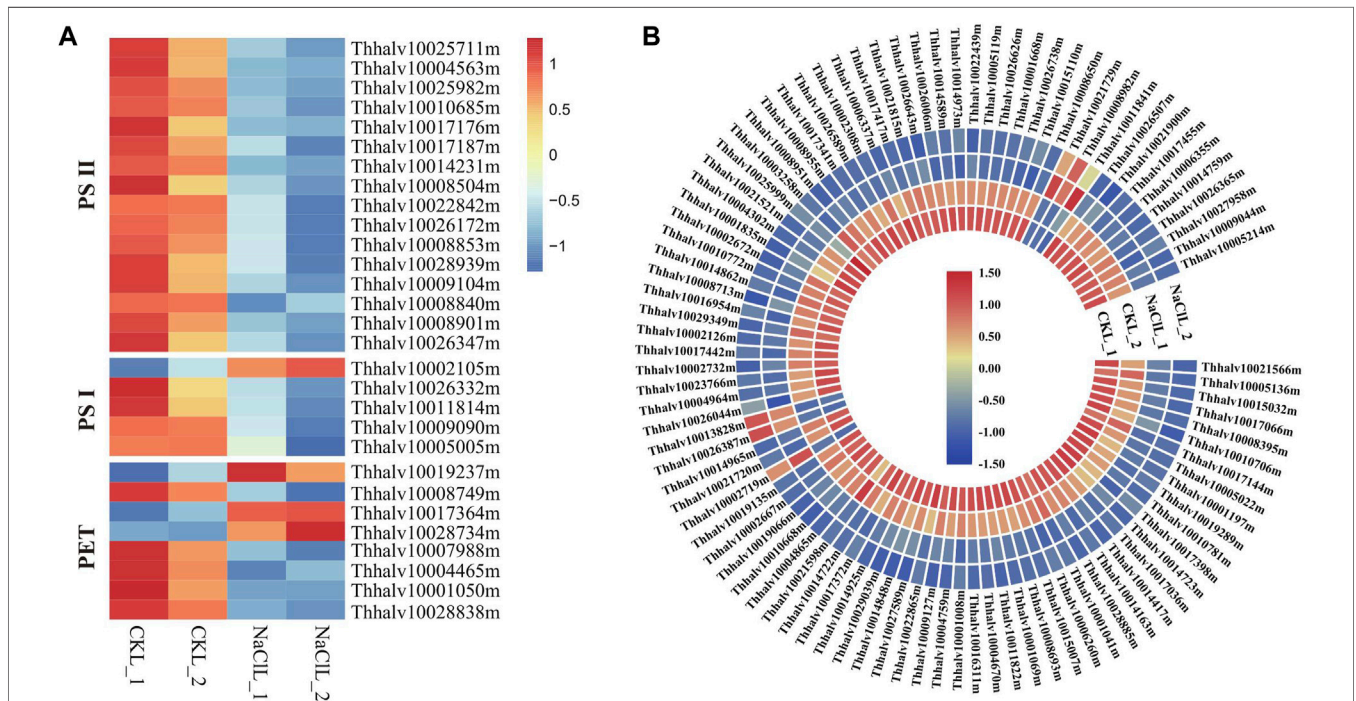 A
PS II
PS I
PET
Thhalv10025711m
Thhalv10004563m
Thhalv10025982m
Thhalv10010685m
Thhalv10017176m
Thhalv10017187m
Thhalv10014231m
Thhalv10008504m
Thhalv10022842m
Thhalv10026172m
Thhalv10008853m
Thhalv10028939m
Thhalv10009104m
Thhalv10008840m
Thhalv10008901m
Thhalv10026347m
Thhalv10002105m
Thhalv10026332m
Thhalv10011814m
Thhalv10009090m
Thhalv10005005m
Thhalv10019237m
Thhalv10008749m
Thhalv10017364m
Thhalv10028734m
Thhalv10007988m
Thhalv10004465m
Thhalv10001050m
Thhalv10028838m
CKL_1
CKL_2
NaClL_1
NaClL_2
1
0.5
0
−0.5
−1
B
Thhalv10022439m
Thhalv10005119m
Thhalv10026626m
Thhalv10001668m
Thhalv10026738m
Thhalv10015110m
Thhalv10008650m
Thhalv10021729m
Thhalv10008982m
Thhalv10011841m
Thhalv10026507m
Thhalv10021900m
Thhalv10017455m
Thhalv10006355m
Thhalv10014759m
Thhalv10026365m
Thhalv10027958m
Thhalv10009044m
Thhalv10005214m
CKL_1
CKL_2
NaClL_1
NaClL_2
Thhalv10021566m
Thhalv10005136m
Thhalv10015032m
Thhalv10017066m
Thhalv10008395m
Thhalv10010706m
Thhalv10017144m
Thhalv10005022m
Thhalv10001197m
Thhalv10019289m
Thhalv10010781m
Thhalv10017398m
Thhalv10014723m
Thhalv10017036m
Thhalv10014417m
Thhalv10014163m
Thhalv10028885m
Thhalv10001041m
Thhalv10006260m
Thhalv10015007m
Thhalv10008693m
Thhalv10001069m
Thhalv10011822m
Thhalv10004670m
Thhalv10016311m
Thhalv10001008m
Thhalv10004759m
Thhalv10009127m
Thhalv10022865m
Thhalv10027589m
Thhalv10014848m
Thhalv10029039m
Thhalv10014925m
Thhalv10017372m
Thhalv10014722m
Thhalv10021598m
Thhalv10004865m
Thhalv10010668m
Thhalv10019066m
Thhalv10002667m
Thhalv10019135m
Thhalv10002719m
Thhalv10021720m
Thhalv10014965m
Thhalv10026387m
Thhalv10013828m
Thhalv10026044m
Thhalv10004964m
Thhalv10023766m
Thhalv10002732m
Thhalv10017442m
Thhalv10002126m
Thhalv10029349m
Thhalv10016954m
Thhalv10008713m
Thhalv10014862m
Thhalv10010772m
Thhalv10002672m
Thhalv10001835m
Thhalv10004302m
Thhalv10021521m
Thhalv10025999m
Thhalv10003258m
Thhalv10008951m
Thhalv10008955m
Thhalv10017341m
Thhalv10026589m
Thhalv10002308m
Thhalv10006337m
Thhalv10017417m
Thhalv10021815m
Thhalv10026643m
Thhalv10026006m
Thhalv10014589m
Thhalv10014673m
1.50
1.00
0.50
0.00
-0.50
-1.00
-1.50